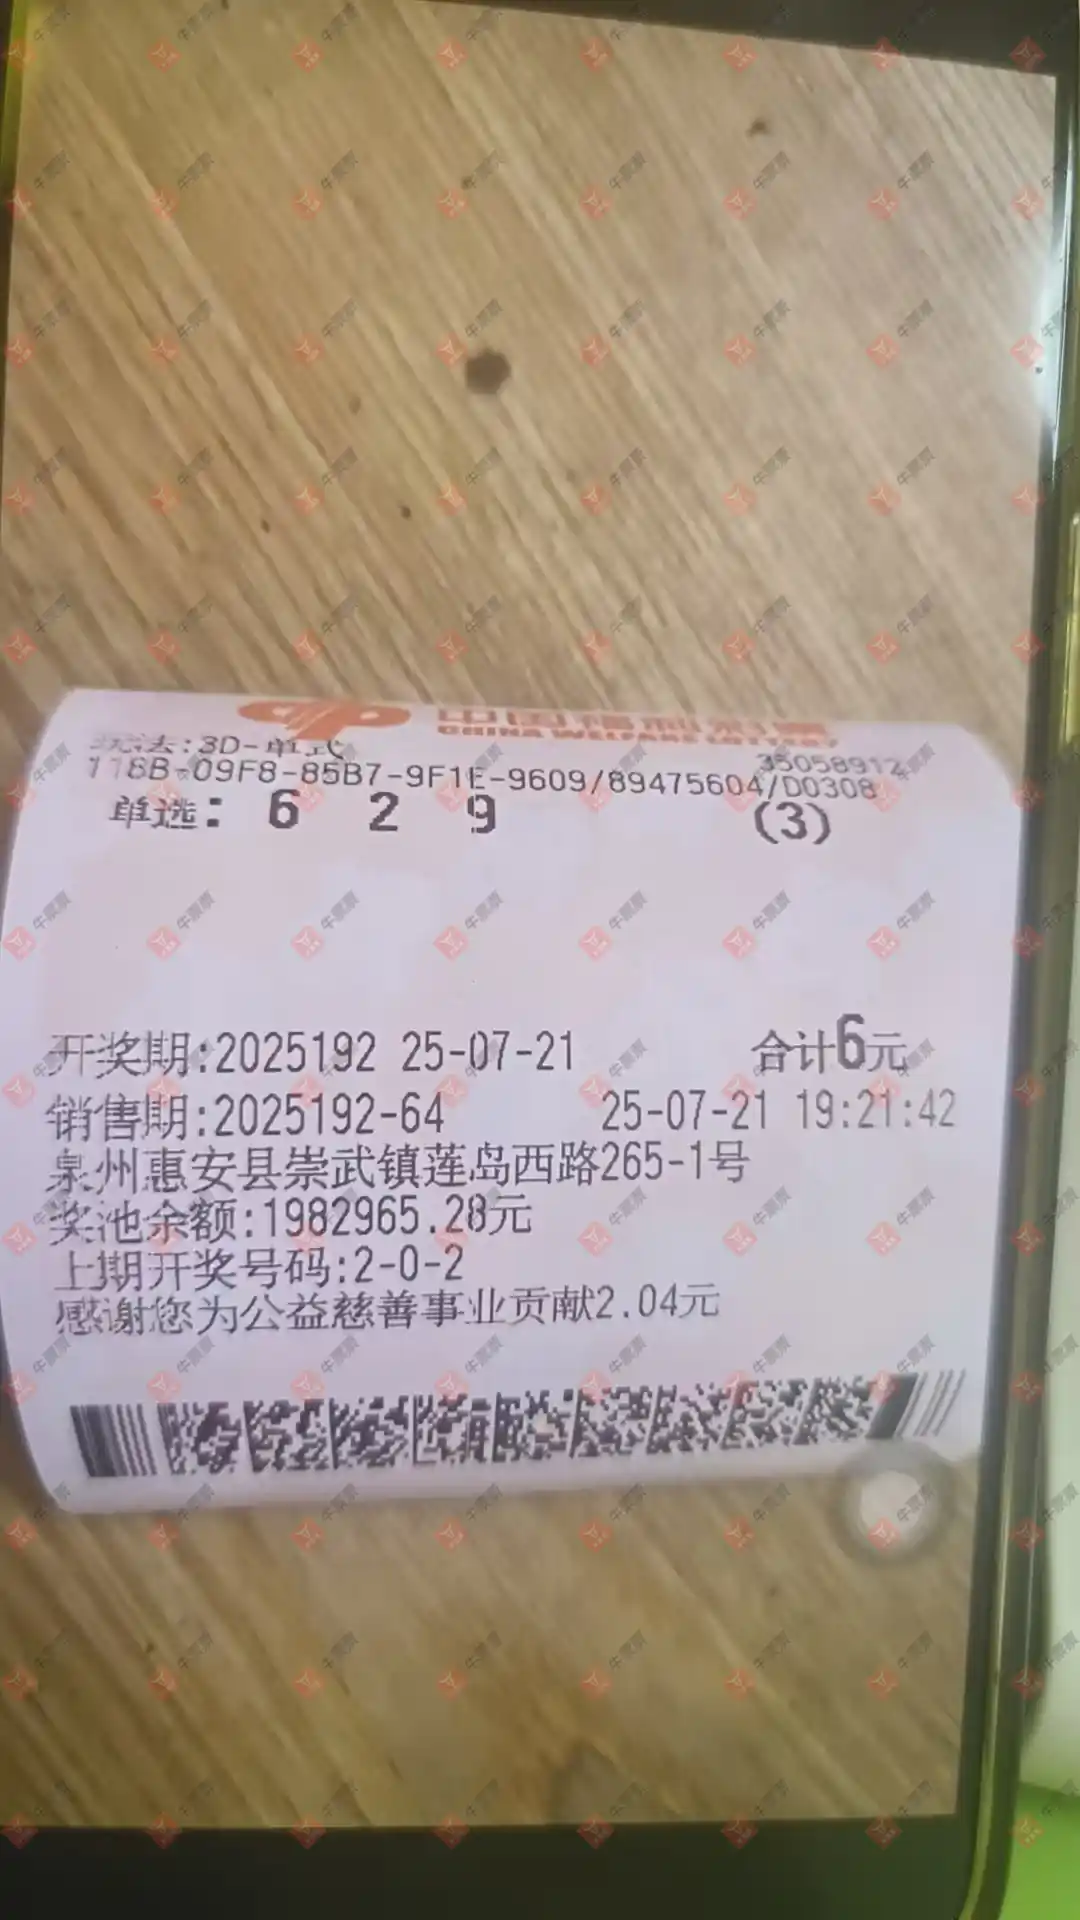 中国福利彩票
CHINA WELFARE LOTTERY
玩法:3D-单式
35058912
118B-09F8-85B7-9F1E-9609/89475604/D0308
单选: 6 2 9 (3)
开奖期:2025192 25-07-21 合计6元
销售期:2025192-64 25-07-21 19:21:42
泉州惠安县崇武镇莲岛西路265-1号
奖池余额:1982965.28元
上期开奖号码:2-0-2
感谢您为公益慈善事业贡献2.04元
牛票票